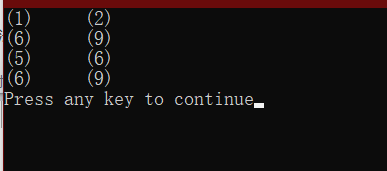 (1) (2)
(6) (9)
(5) (6)
(6) (9)
Press any key to continue